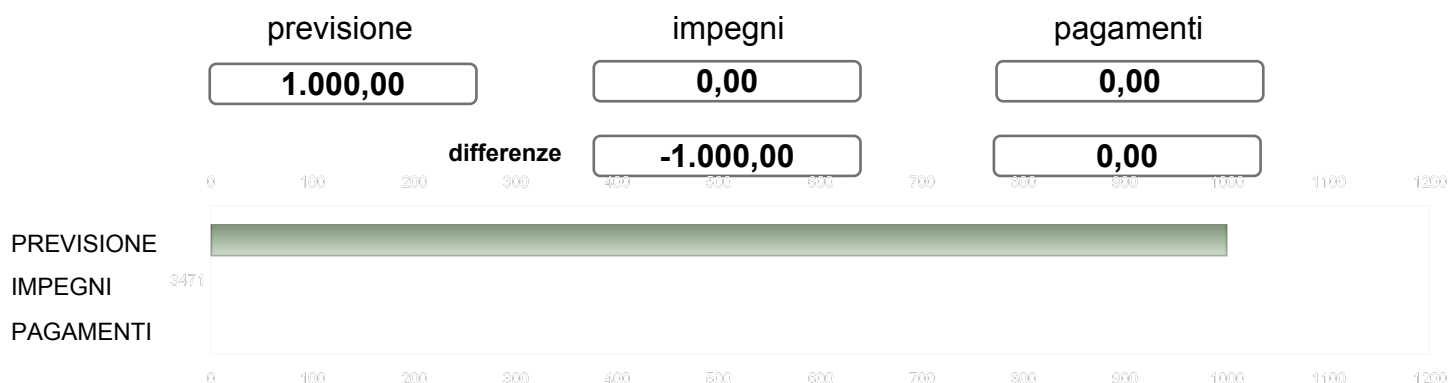 previsione impegni pagamenti
1.000,00 0,00 0,00
differenze -1.000,00 0,00
0 100 200 300 400 500 600 700 800 900 1000 1100 1200
PREVISIONE
IMPEGNI 3471
PAGAMENTI
0 100 200 300 400 500 600 700 800 900 1000 1100 1200